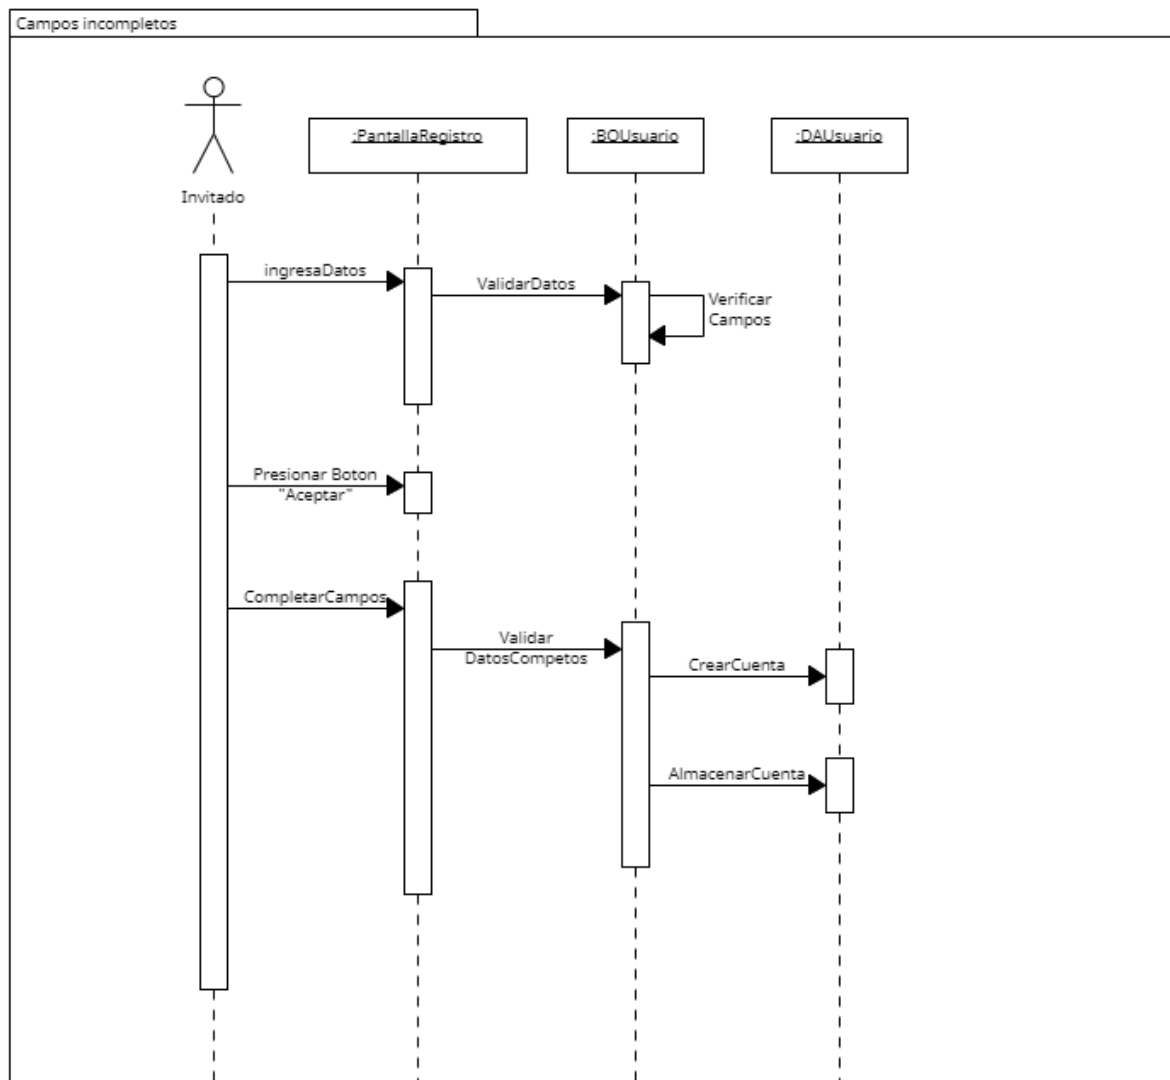 Campos incompletos
:PantallaRegistro
:BOUsuario
:DAUsuario
Invitado
ingresaDatos
ValidarDatos
Verificar
Campos
Presionar Boton
"Aceptar"
CompletarCampos
Validar
DatosCompetos
CrearCuenta
AlmacenarCuenta